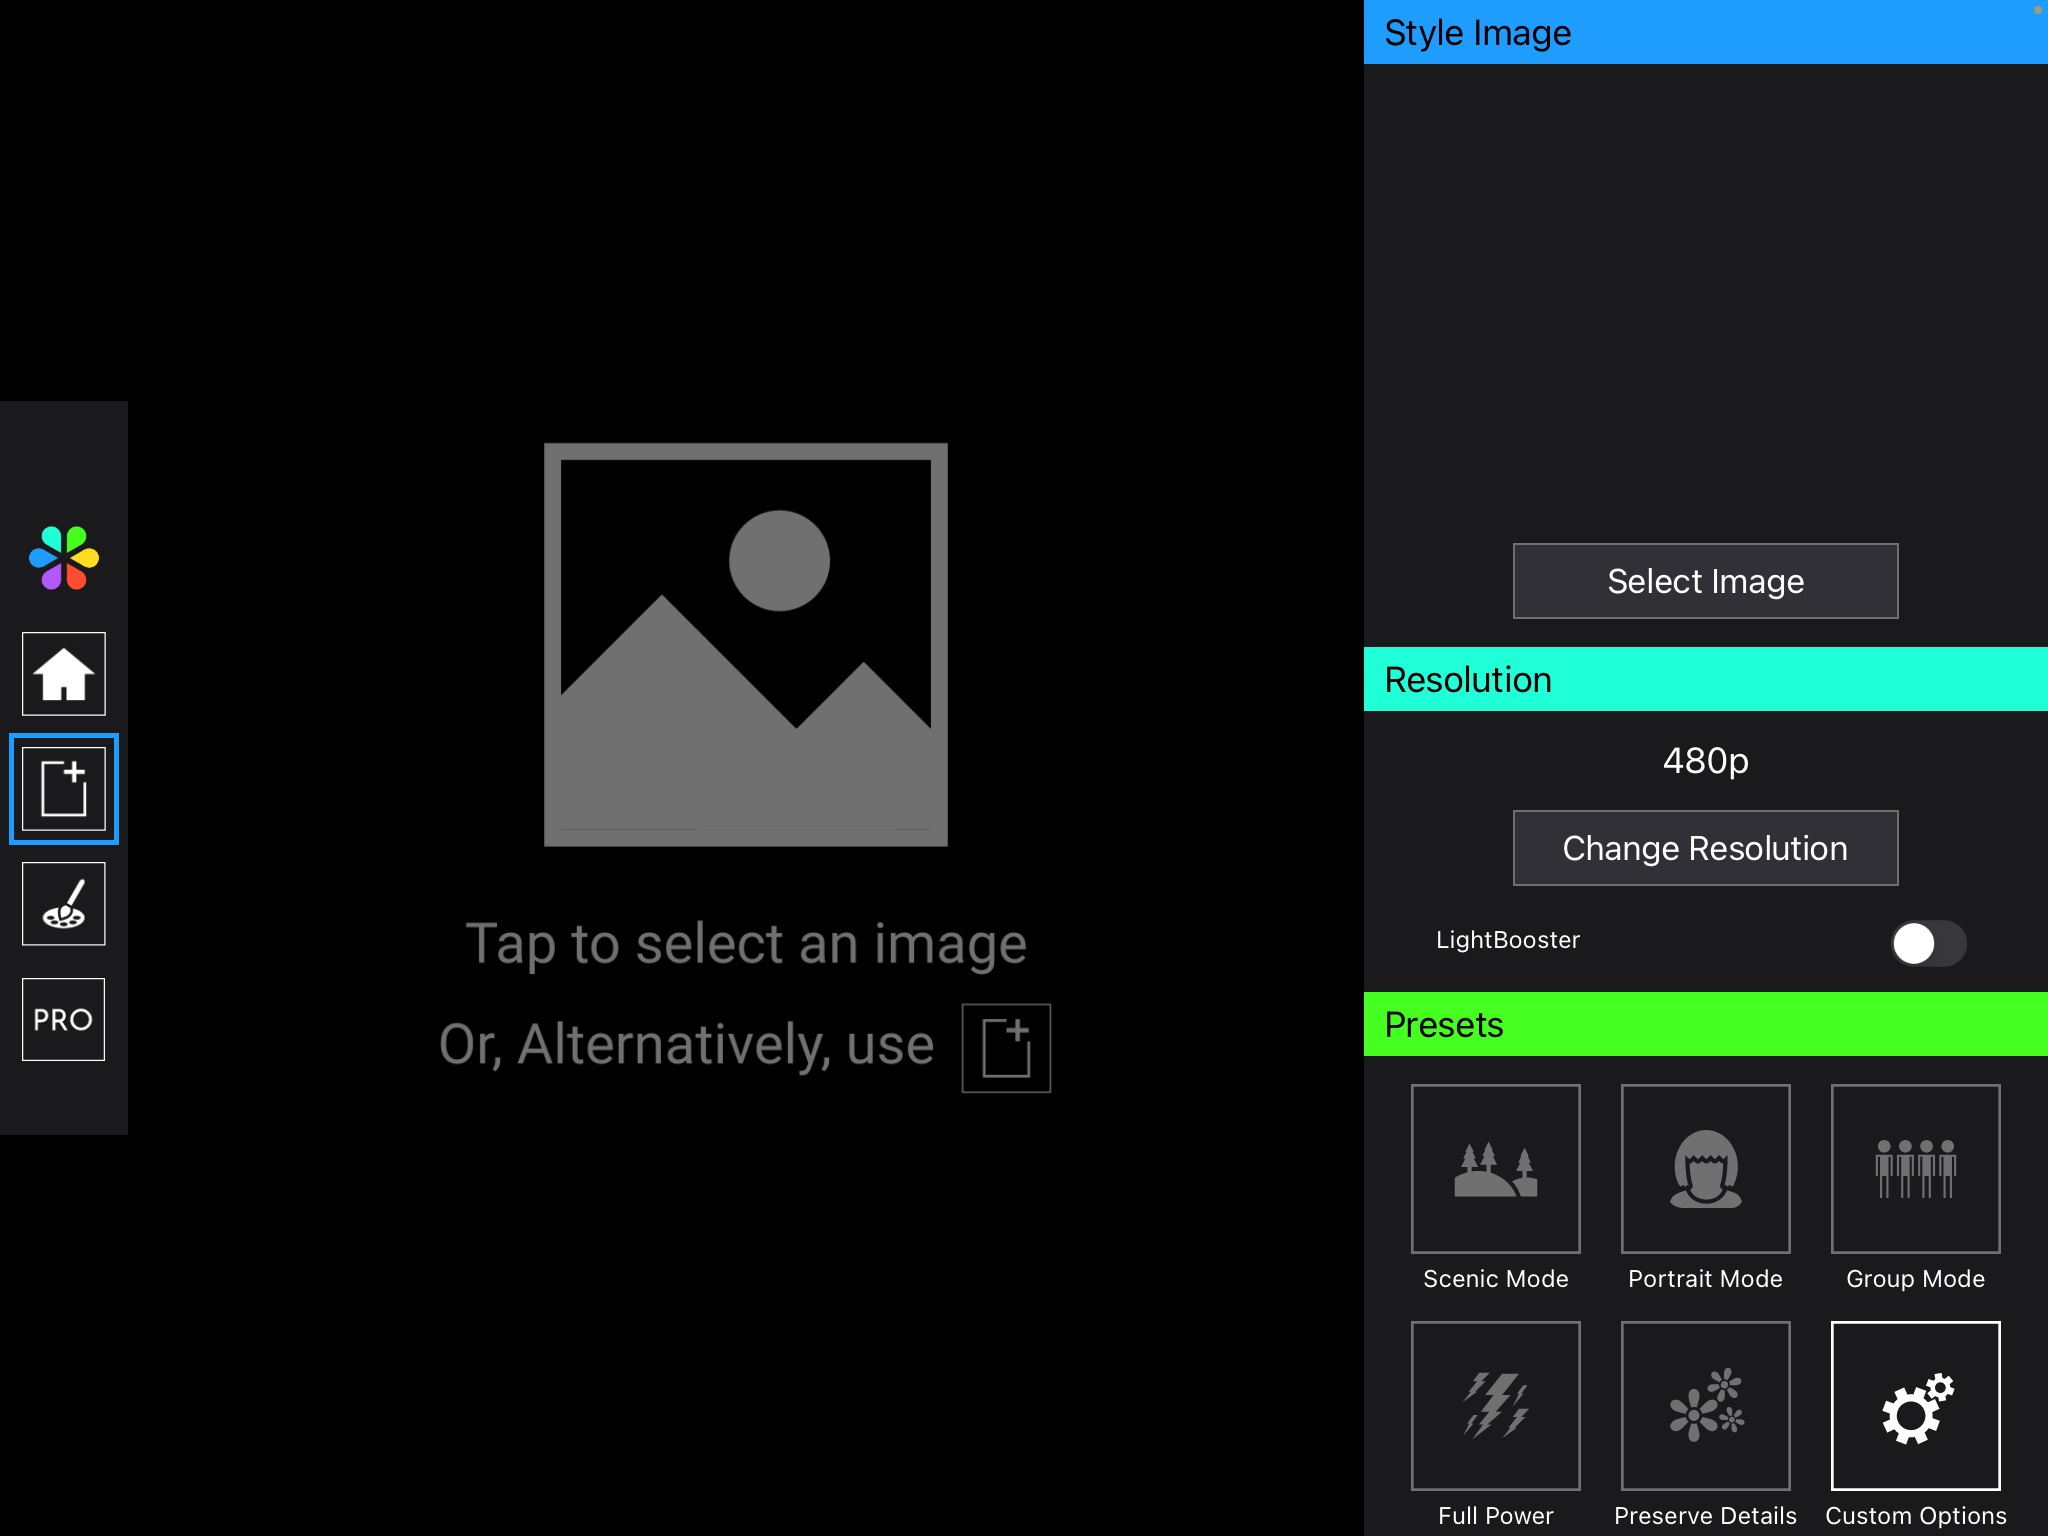 Style Image
Select Image
Resolution
480p
Change Resolution
LightBooster
Presets
Scenic Mode
Portrait Mode
Group Mode
Full Power
Preserve Details
Custom Options
PRO
Tap to select an image
Or, Alternatively, use